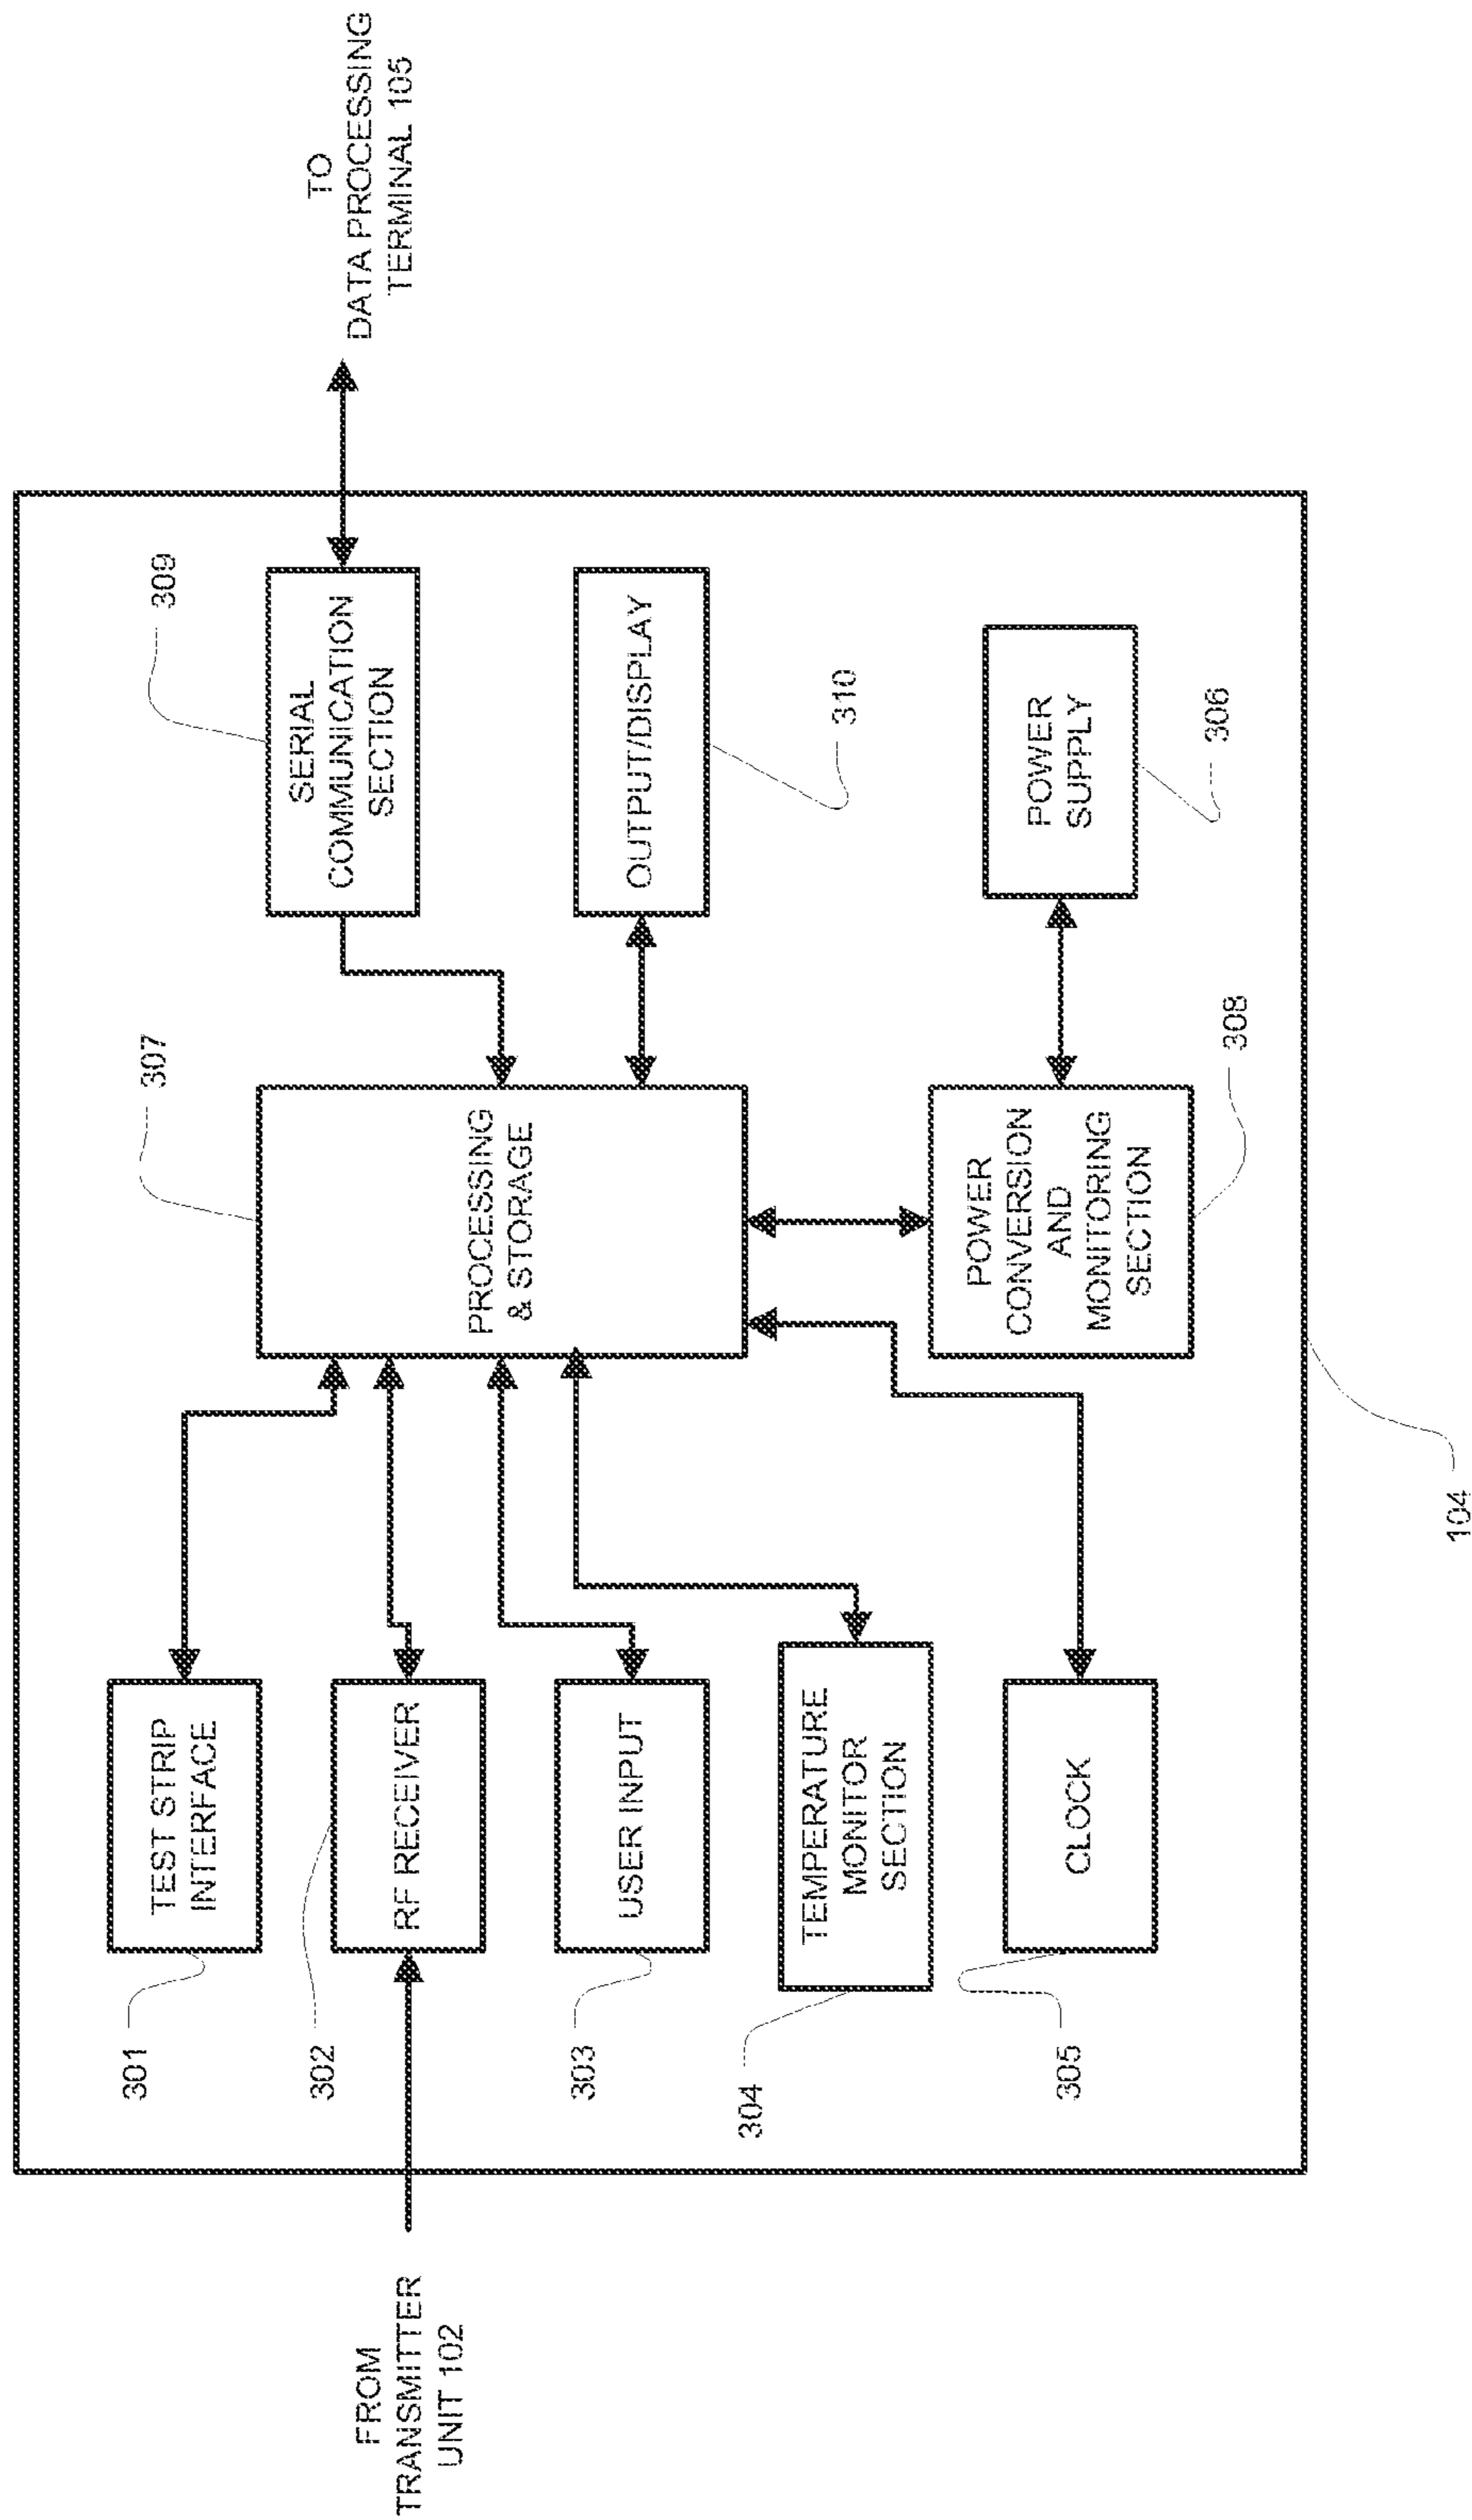 FROM
TRANSMITTER
UNIT 102
301
TEST STRIP
INTERFACE
302
RF RECEIVER
303
USER INPUT
304
TEMPERATURE
MONITOR
SECTION
305
CLOCK
307
PROCESSING
& STORAGE
POWER
CONVERSION
AND
MONITORING
SECTION
308
309
SERIAL
COMMUNICATION
SECTION
OUTPUT/DISPLAY
310
POWER
SUPPLY
306
TO
DATA PROCESSING
TERMINAL 105
104